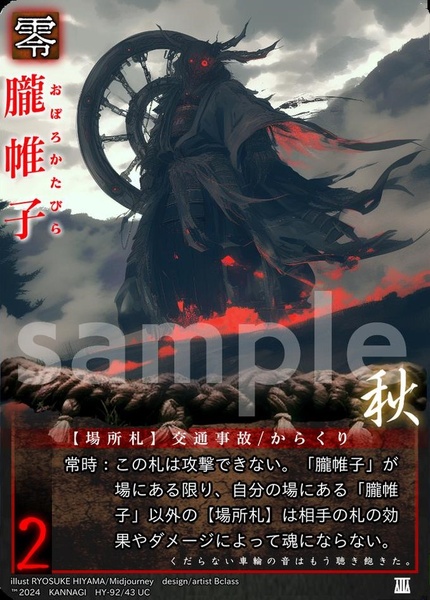 零
朧帷子
おぼろかたびら
sample
秋
【場所札】交通事故/からくり
常時：この札は攻撃できない。「朧帷子」が
場にある限り、自分の場にある「朧帷
子」以外の【場所札】は相手の札の効
果やダメージによって魂にならない。
くだらない車輪の音はもう聴き飽きた。
2
illust RYOSUKE HIYAMA/Midjourney design/artist Bclass
™2024 KANNAGI HY-92/43 UC